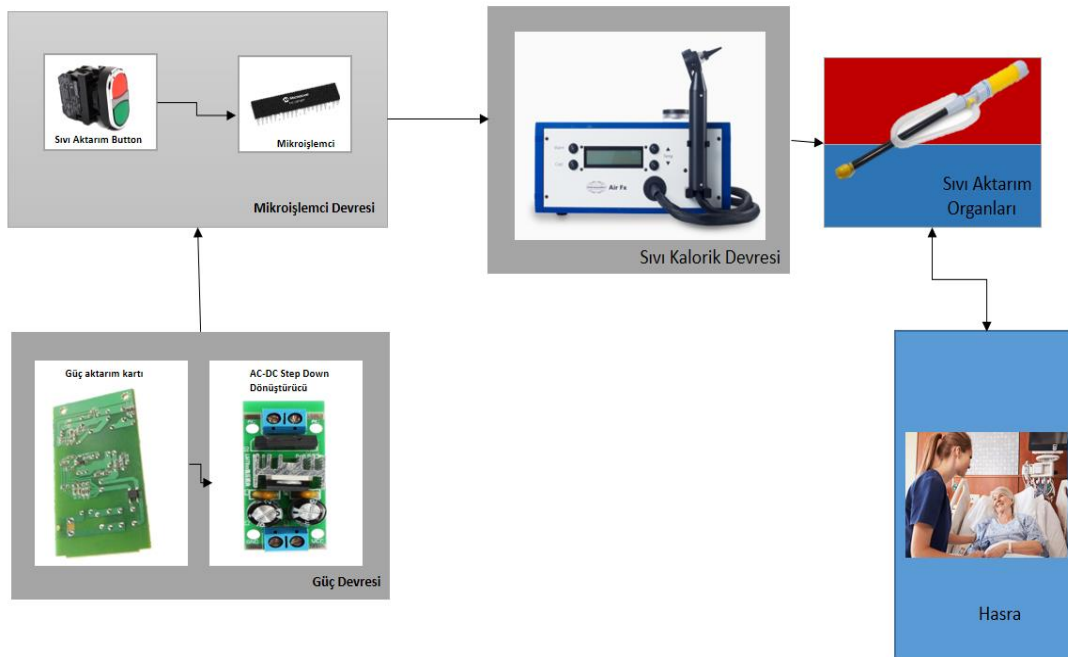 Sıvı Aktarım Button
Mikroişlemci
Mikroişlemci Devresi
Air Fx
Sıvı Kalorik Devresi
Sıvı Aktarım
Organları
Güç aktarım kartı
AC-DC Step Down
Dönüştürücü
Güç Devresi
Hasra